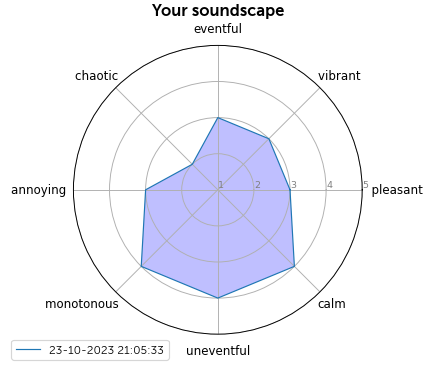 Your soundscape
eventful
chaotic
vibrant
annoying
1 2 3 4 5
pleasant
monotonous
calm
uneventful
23-10-2023 21:05:33